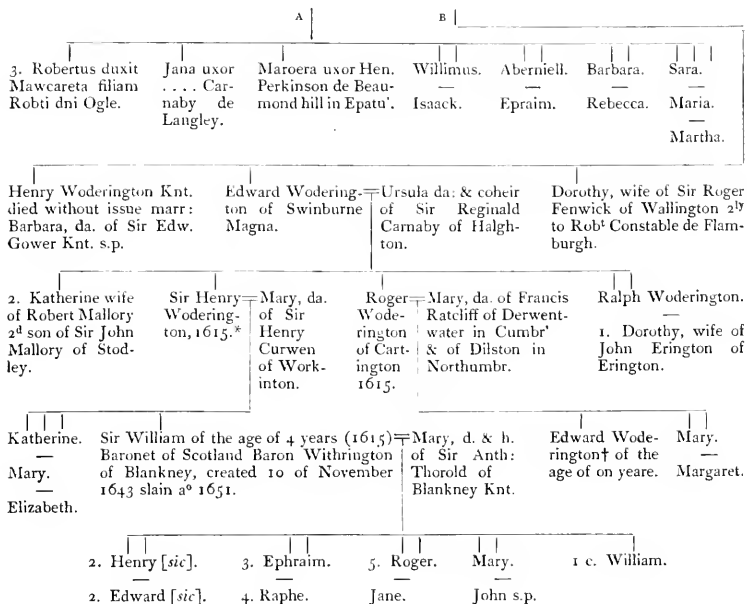 A
B
3. Robertus duxit
Mawcareta filiam
Robti dni Ogle.
Jana uxor
. . . . Car-
naby de
Langley.
Maroera uxor Hen.
Perkinson de Beau-
mond hill in Epatu'.
Willimus.
—
Isaack.
Aberniell.
—
Epraim.
Barbara.
—
Rebecca.
Sara.
—
Maria.
—
Martha.
Henry Woderington Knt.
died without issue marr:
Barbara, da. of Sir Edw.
Gower Knt. s.p.
Edward Wodering-
ton of Swinburne
Magna.
Ursula da: & coheir
of Sir Reginald
Carnaby of Halgh-
ton.
Dorothy, wife of Sir Roger
Fenwick of Wallington 2ly
to Robt Constable de Flam-
burgh.
2. Katherine wife
of Robert Mallory
2d son of Sir John
Mallory of Stod-
ley.
Sir Henry
Wodering-
ton, 1615.*
Mary, da.
of Sir
Henry
Curwen
of Work-
inton.
Roger
Wode-
rington
of Cart-
ington
1615.
Mary, da. of Francis
Ratcliff of Derwent-
water in Cumbr'
& of Dilston in
Northumbr.
Ralph Woderington.
—
1. Dorothy, wife of
John Erington of
Erington.
Katherine.
—
Mary.
—
Elizabeth.
Sir William of the age of 4 years (1615)
Baronet of Scotland Baron Withrington
of Blankney, created 10 of November
1643 slain aº 1651.
Mary, d. & h.
of Sir Anth:
Thorold of
Blankney Knt.
Edward Wode-
rington† of the
age of on yeare.
Mary.
—
Margaret.
2. Henry [sic].
—
2. Edward [sic].
3. Ephraim.
—
4. Raphe.
5. Roger.
—
Jane.
Mary.
—
John s.p.
1 c. William.